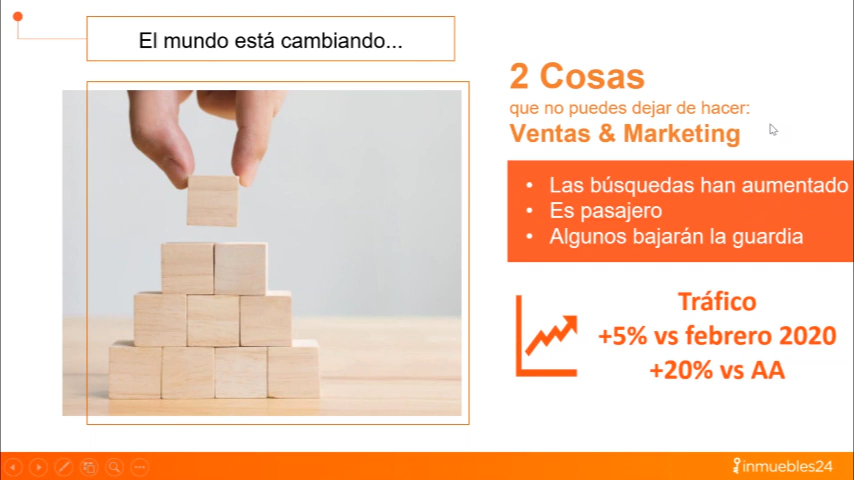 El mundo está cambiando...
2 Cosas
que no puedes dejar de hacer:
Ventas & Marketing
• Las búsquedas han aumentado
• Es pasajero
• Algunos bajarán la guardia
Tráfico
+5% vs febrero 2020
+20% vs AA
inmuebles24